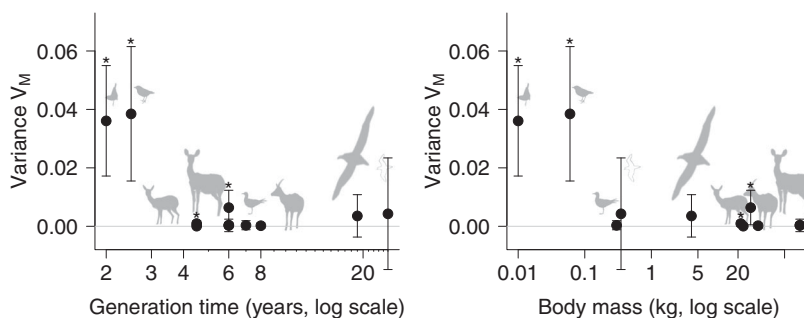 Variance V_M
0.06
0.04
0.02
0.00
* * * *
2 3 4 6 8 20
Generation time (years, log scale)
Variance V_M
0.06
0.04
0.02
0.00
* * * *
0.01 0.1 1 5 20
Body mass (kg, log scale)